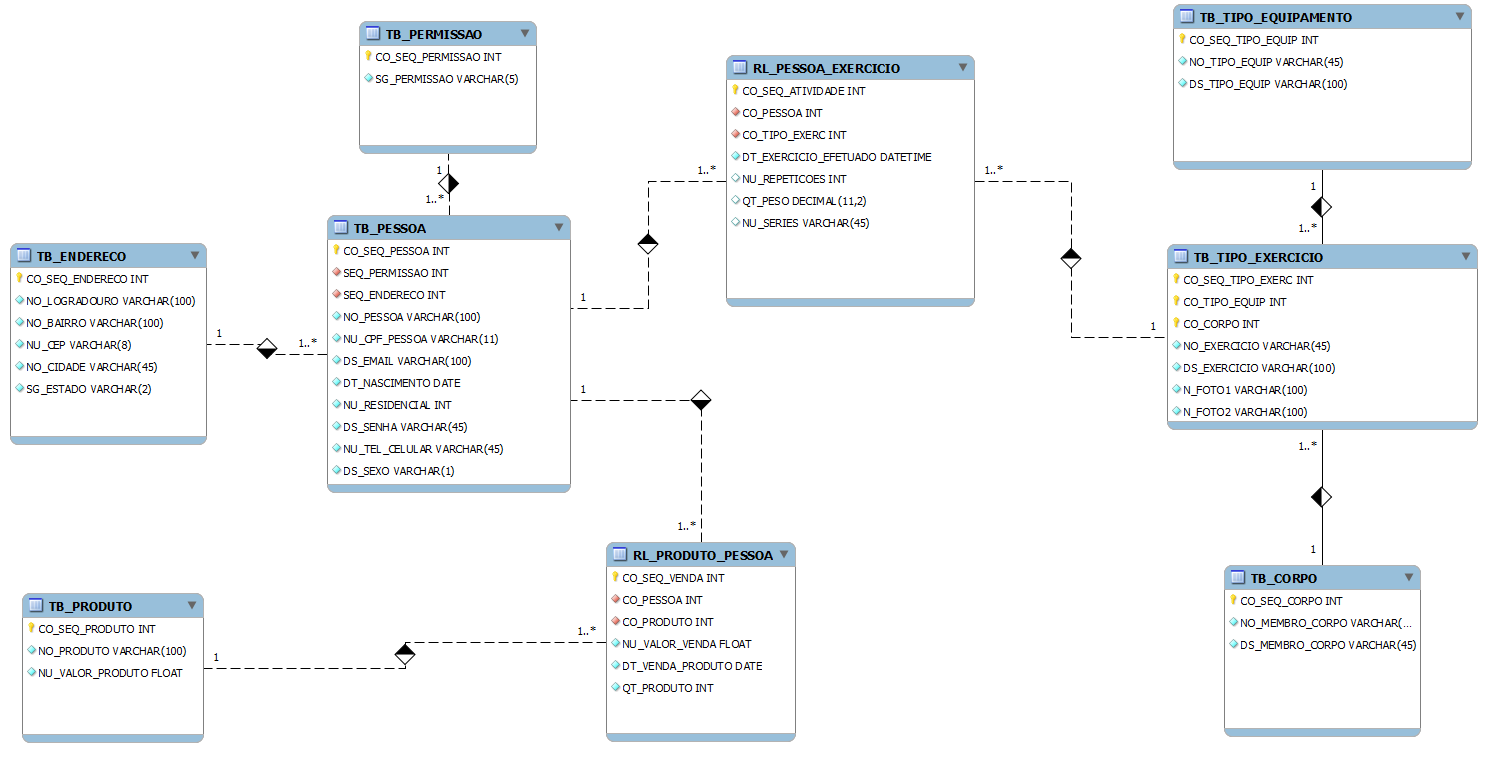 TB_PERMISSAO
CO_SEQ_PERMISSAO INT
SG_PERMISSAO VARCHAR(5)
1
1..*
TB_ENDERECO
CO_SEQ_ENDERECO INT
NO_LOGRADOURO VARCHAR(100)
NO_BAIRRO VARCHAR(100)
NU_CEP VARCHAR(8)
NO_CIDADE VARCHAR(45)
SG_ESTADO VARCHAR(2)
1
1..*
TB_PESSOA
CO_SEQ_PESSOA INT
SEQ_PERMISSAO INT
SEQ_ENDERECO INT
NO_PESSOA VARCHAR(100)
NU_CPF_PESSOA VARCHAR(11)
DS_EMAIL VARCHAR(100)
DT_NASCIMENTO DATE
NU_RESIDENCIAL INT
DS_SENHA VARCHAR(45)
NU_TEL_CELULAR VARCHAR(45)
DS_SEXO VARCHAR(1)
1
1..*
1
1..*
RL_PESSOA_EXERCICIO
CO_SEQ_ATIVIDADE INT
CO_PESSOA INT
CO_TIPO_EXERC INT
DT_EXERCICIO_EFETUADO DATETIME
NU_REPETICOES INT
QT_PESO DECIMAL(11,2)
NU_SERIES VARCHAR(45)
1..*
1
TB_TIPO_EQUIPAMENTO
CO_SEQ_TIPO_EQUIP INT
NO_TIPO_EQUIP VARCHAR(45)
DS_TIPO_EQUIP VARCHAR(100)
1
1..*
TB_TIPO_EXERCICIO
CO_SEQ_TIPO_EXERC INT
CO_TIPO_EQUIP INT
CO_CORPO INT
NO_EXERCICIO VARCHAR(45)
DS_EXERCICIO VARCHAR(100)
N_FOTO1 VARCHAR(100)
N_FOTO2 VARCHAR(100)
1..*
1
TB_CORPO
CO_SEQ_CORPO INT
NO_MEMBRO_CORPO VARCHAR(...
DS_MEMBRO_CORPO VARCHAR(45)
TB_PRODUTO
CO_SEQ_PRODUTO INT
NO_PRODUTO VARCHAR(100)
NU_VALOR_PRODUTO FLOAT
1
1..*
RL_PRODUTO_PESSOA
CO_SEQ_VENDA INT
CO_PESSOA INT
CO_PRODUTO INT
NU_VALOR_VENDA FLOAT
DT_VENDA_PRODUTO DATE
QT_PRODUTO INT